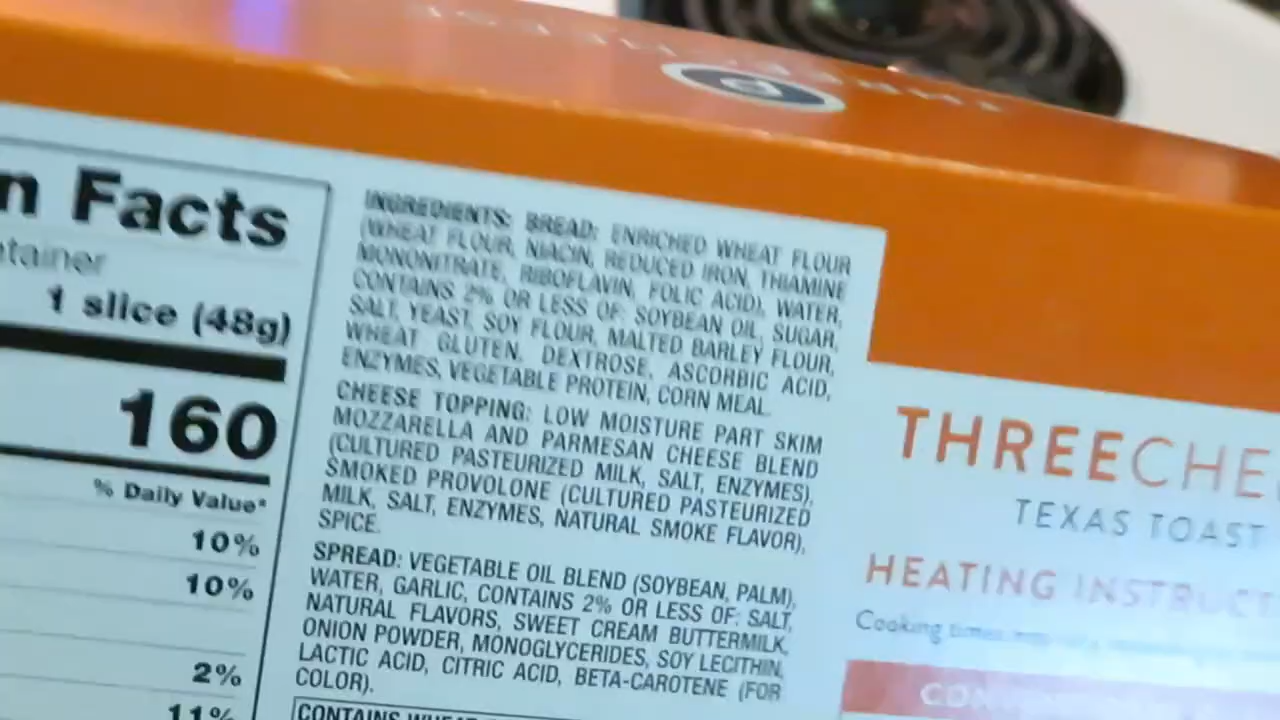 n Facts
tainer
1 slice (48g)
160
% Daily Value*
10%
10%
2%
11%
INGREDIENTS: BREAD: ENRICHED WHEAT FLOUR
(WHEAT FLOUR, NIACIN, REDUCED IRON, THIAMINE
MONONITRATE, RIBOFLAVIN, FOLIC ACID), WATER,
CONTAINS 2% OR LESS OF: SOYBEAN OIL, SUGAR,
SALT, YEAST, SOY FLOUR, MALTED BARLEY FLOUR,
WHEAT GLUTEN, DEXTROSE, ASCORBIC ACID,
ENZYMES, VEGETABLE PROTEIN, CORN MEAL.
CHEESE TOPPING: LOW MOISTURE PART SKIM
MOZZARELLA AND PARMESAN CHEESE BLEND
(CULTURED PASTEURIZED MILK, SALT, ENZYMES),
SMOKED PROVOLONE (CULTURED PASTEURIZED
MILK, SALT, ENZYMES, NATURAL SMOKE FLAVOR),
SPICE.
SPREAD: VEGETABLE OIL BLEND (SOYBEAN, PALM),
WATER, GARLIC, CONTAINS 2% OR LESS OF: SALT,
NATURAL FLAVORS, SWEET CREAM BUTTERMILK,
ONION POWDER, MONOGLYCERIDES, SOY LECITHIN,
LACTIC ACID, CITRIC ACID, BETA-CAROTENE (FOR
COLOR).
CONTAINS
THREECHE
TEXAS TOAST
HEATING INSTRUCT
Cooking times